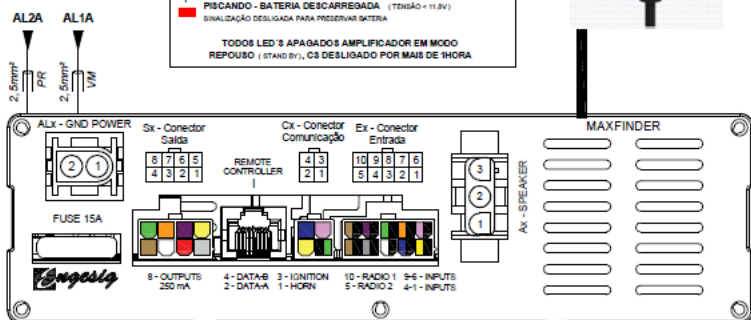 PISCANDO - BATERIA DESCARREGADA ( TENSÃO < 11,8V )
SINALIZAÇÃO DESLIGADA PARA PRESERVAR BATERIA
TODOS LED'S APAGADOS AMPLIFICADOR EM MODO
REPOUSO ( STAND BY ), CS DESLIGADO POR MAIS DE 1HORA
AL2A AL1A
2,5mm² PR
2,5mm² VM
ALx - GND POWER
2 1
FUSE 15A
Engesig
Sx - Conector
Saída
8 7 6 5
4 3 2 1
REMOTE
CONTROLLER
Cx - Conector
Comunicação
4 3
2 1
Ex - Conector
Entrada
10 9 8 7 6
5 4 3 2 1
8 - OUTPUTS
250 mA
4 - DATA-B
2 - DATA-A
3 - IGNITION
1 - HORN
10 - RADIO 1
5 - RADIO 2
9-6 - INPUTS
4-1 - INPUTS
3
2
1
Ax - SPEAKER
MAXFINDER